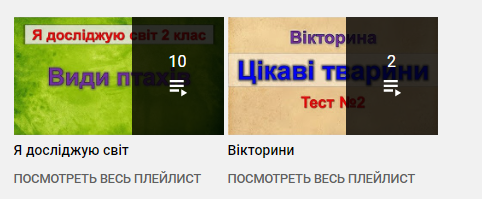 Я досліджую світ 2 клас
Види птахів
10
Вікторина
Цікаві тварини
Тест №2
2
Я досліджую світ
ПОСМОТРЕТЬ ВЕСЬ ПЛЕЙЛИСТ
Вікторини
ПОСМОТРЕТЬ ВЕСЬ ПЛЕЙЛИСТ